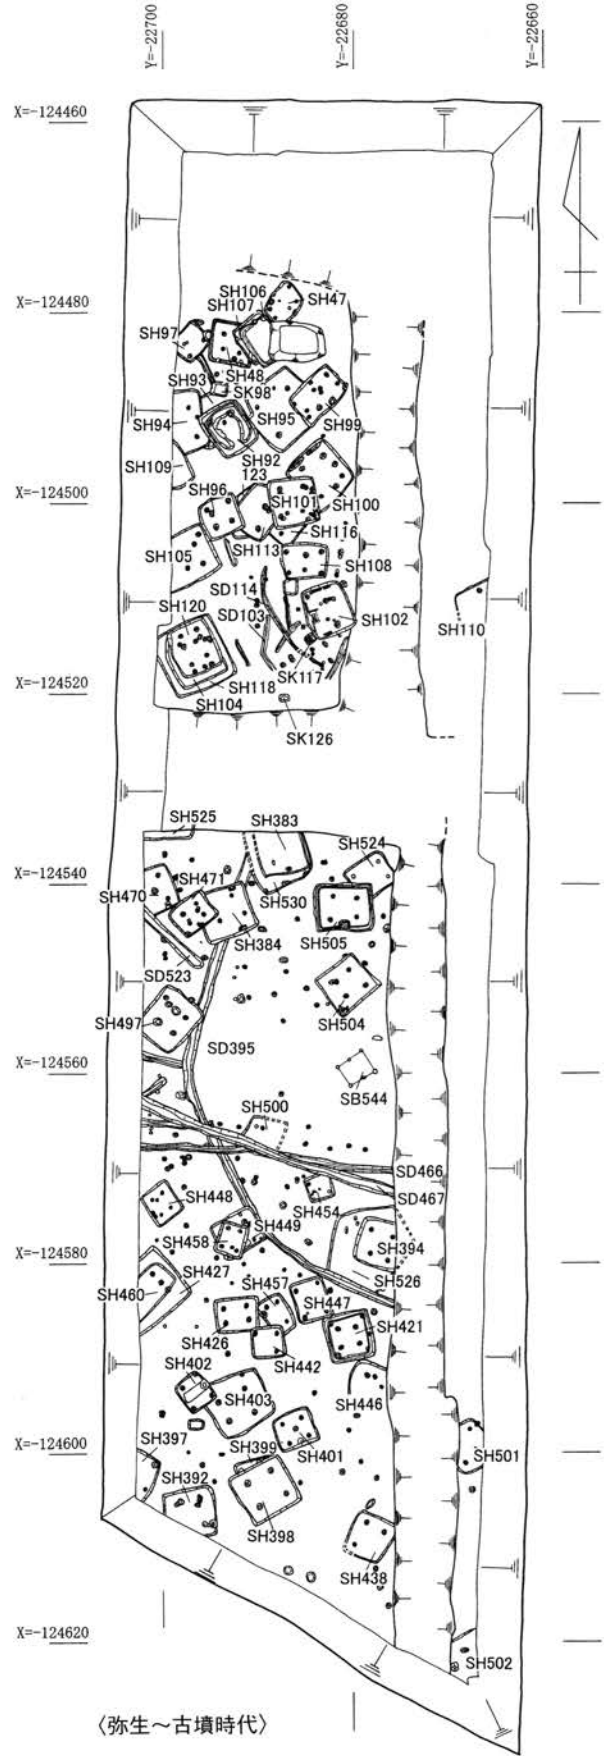 Y=-22700
Y=-22680
Y=-22660
X=-124460
X=-124480
SH106
SH107
SH47
SH97
SH48
SH93
SK98
SH95
SH99
SH94
SH92
SH109
123
SH96
SH101
SH100
X=-124500
SH116
SH105
SH113
SH108
SD114
SH120
SD103
SH102
SH110
SK117
SH118
SH104
X=-124520
SK126
SH525
SH383
SH524
X=-124540
SH471
SH470
SH530
SH384
SH505
SD523
SH497
SH504
SD395
X=-124560
SB544
SH500
SD466
SH448
SH454
SD467
SH449
SH458
SH394
X=-124580
SH427
SH526
SH460
SH457
SH447
SH426
SH421
SH442
SH402
SH403
SH446
SH397
SH399
SH401
X=-124600
SH501
SH392
SH398
SH438
X=-124620
SH502
〈弥生～古墳時代〉